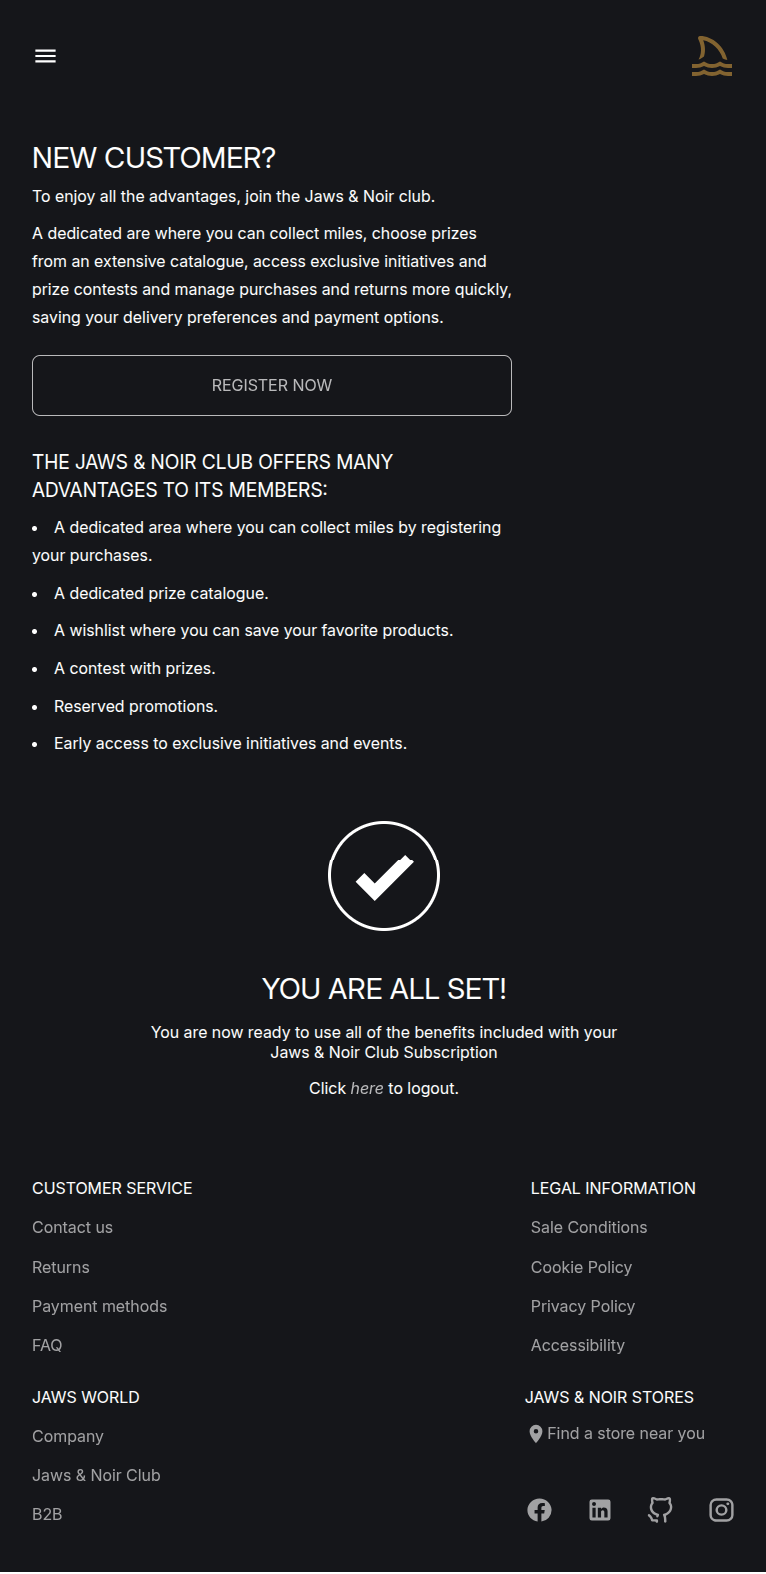 NEW CUSTOMER?
To enjoy all the advantages, join the Jaws & Noir club.
A dedicated are where you can collect miles, choose prizes
from an extensive catalogue, access exclusive initiatives and
prize contests and manage purchases and returns more quickly,
saving your delivery preferences and payment options.
REGISTER NOW
THE JAWS & NOIR CLUB OFFERS MANY
ADVANTAGES TO ITS MEMBERS:
• A dedicated area where you can collect miles by registering
your purchases.
• A dedicated prize catalogue.
• A wishlist where you can save your favorite products.
• A contest with prizes.
• Reserved promotions.
• Early access to exclusive initiatives and events.
YOU ARE ALL SET!
You are now ready to use all of the benefits included with your
Jaws & Noir Club Subscription
Click here to logout.
CUSTOMER SERVICE
Contact us
Returns
Payment methods
FAQ
LEGAL INFORMATION
Sale Conditions
Cookie Policy
Privacy Policy
Accessibility
JAWS WORLD
Company
Jaws & Noir Club
B2B
JAWS & NOIR STORES
Find a store near you